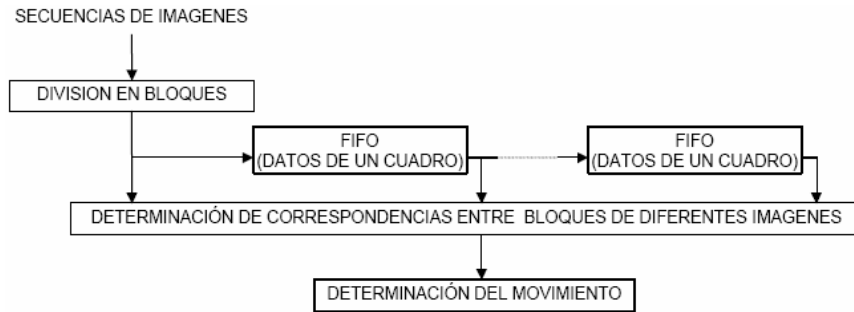 SECUENCIAS DE IMAGENES
DIVISION EN BLOQUES
FIFO
(DATOS DE UN CUADRO)
FIFO
(DATOS DE UN CUADRO)
DETERMINACIÓN DE CORRESPONDENCIAS ENTRE BLOQUES DE DIFERENTES IMAGENES
DETERMINACIÓN DEL MOVIMIENTO